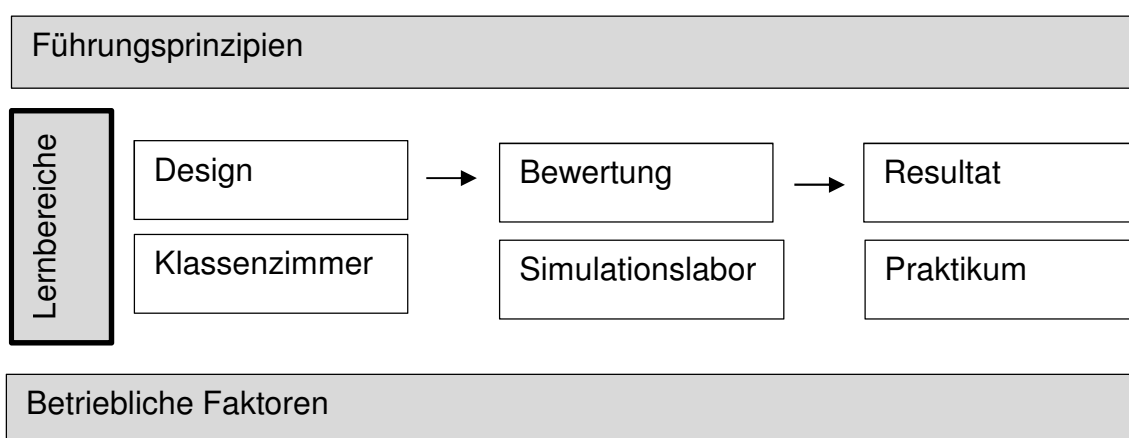 Führungsprinzipien
Lernbereiche
Design
Bewertung
Resultat
Klassenzimmer
Simulationslabor
Praktikum
Betriebliche Faktoren